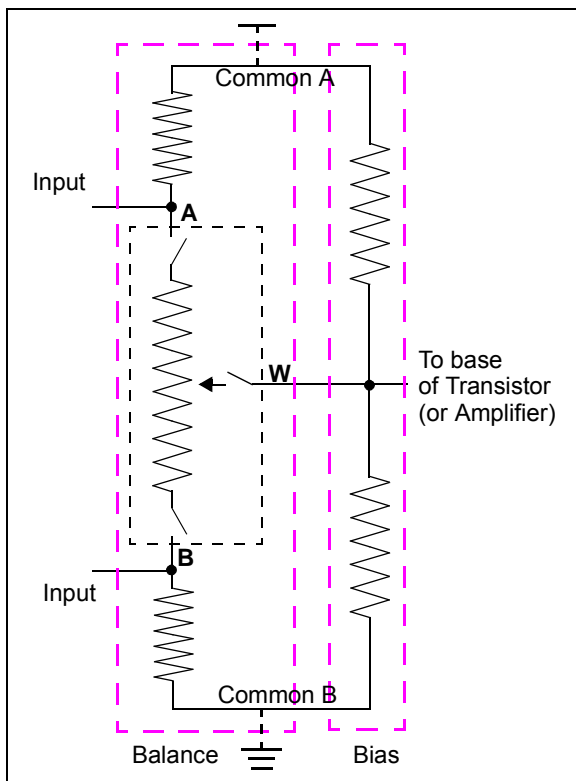 Common A
Input
A
W
To base
of Transistor
(or Amplifier)
B
Input
Common B
Balance
Bias